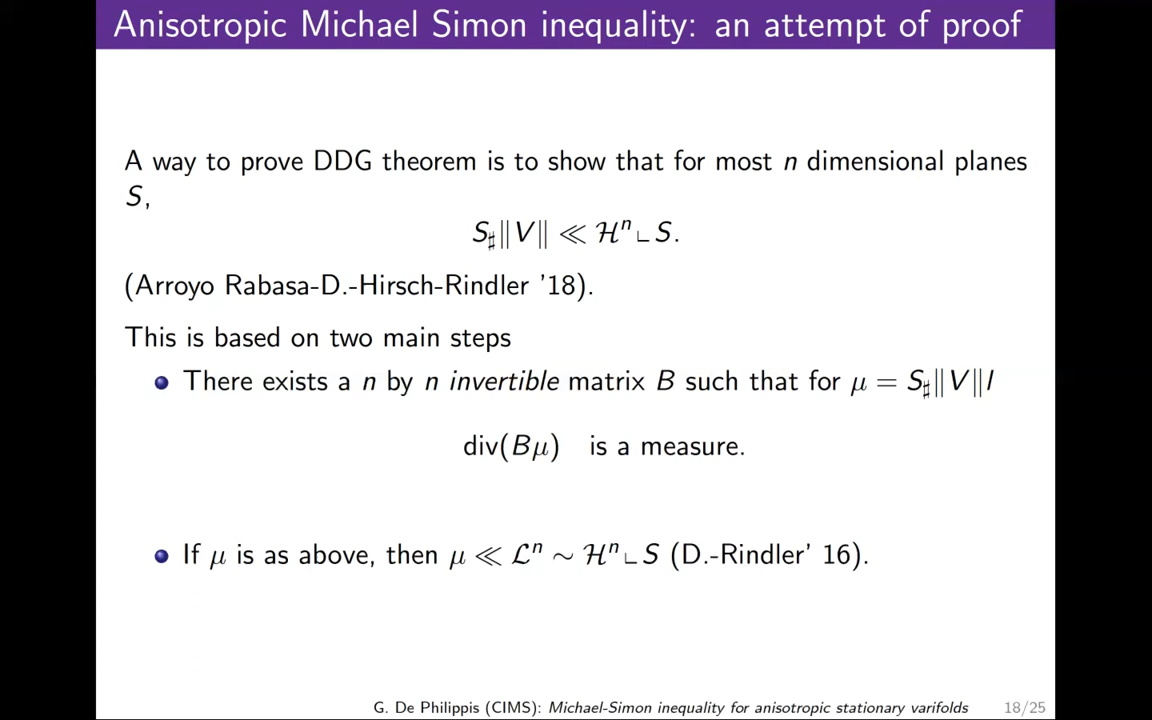 Anisotropic Michael Simon inequality: an attempt of proof
A way to prove DDG theorem is to show that for most n dimensional planes
S,
S♯‖V‖ ≪ ℋⁿ∟S.
(Arroyo Rabasa-D.-Hirsch-Rindler '18).
This is based on two main steps
There exists a n by n invertible matrix B such that for μ = S♯‖V‖l
div(Bμ) is a measure.
If μ is as above, then μ ≪ ℒⁿ ∼ ℋⁿ∟S (D.-Rindler' 16).
G. De Philippis (CIMS): Michael-Simon inequality for anisotropic stationary varifolds 18/25